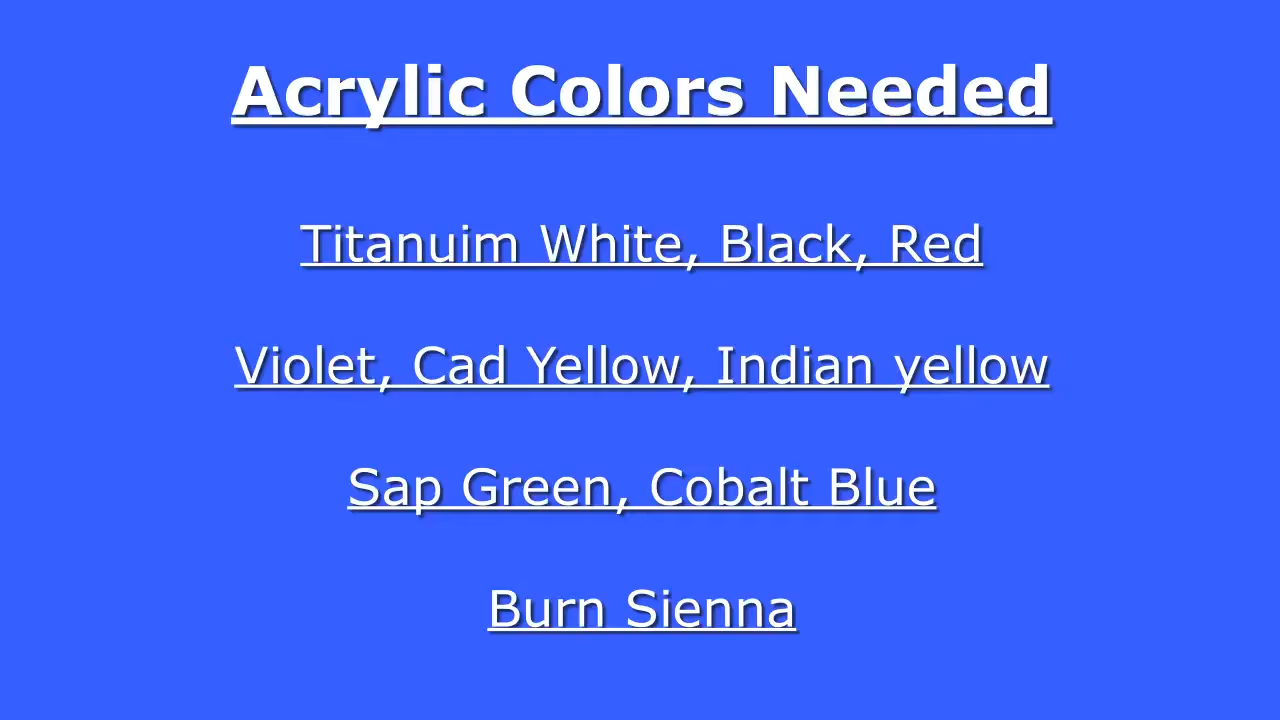 Acrylic Colors Needed
Titanuim White, Black, Red
Violet, Cad Yellow, Indian yellow
Sap Green, Cobalt Blue
Burn Sienna